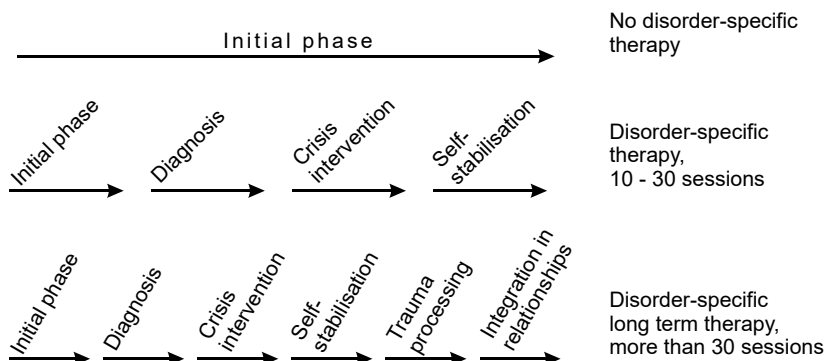 Initial phase
No disorder-specific
therapy
Initial phase
Diagnosis
Crisis
intervention
Self-
stabilisation
Disorder-specific
therapy,
10 - 30 sessions
Initial phase
Diagnosis
Crisis
intervention
Self-
stabilisation
Trauma
processing
Integration in
relationships
Disorder-specific
long term therapy,
more than 30 sessions